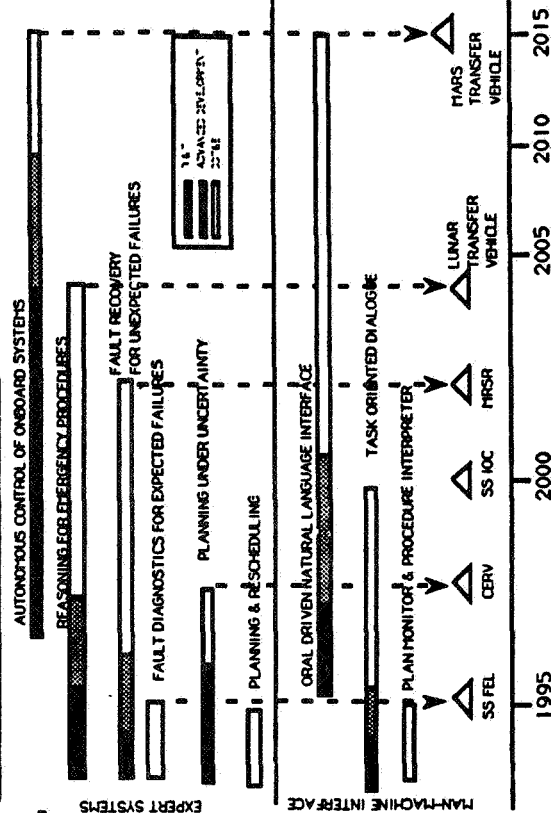 AUTONOMOUS CONTROL OF ONBOARD SYSTEMS
REASONING FOR EMERGENCY PROCEDURES
FAULT RECOVERY
FOR UNEXPECTED FAILURES
FAULT DIAGNOSTICS FOR EXPECTED FAILURES
PLANNING UNDER UNCERTAINTY
PLANNING & RESCHEDULING
EXPERT SYSTEMS
ADVANCED DEVELOPMENT
ORAL DRIVEN NATURAL LANGUAGE INTERFACE
TASK ORIENTED DIALOGUE
PLAN MONITOR & PROCEDURE INTERPRETER
MAN-MACHINE INTERFACE
SS FEL
CERV
SS IOC
MRSR
LUNAR
TRANSFER
VEHICLE
MARS
TRANSFER
VEHICLE
1995
2000
2005
2010
2015